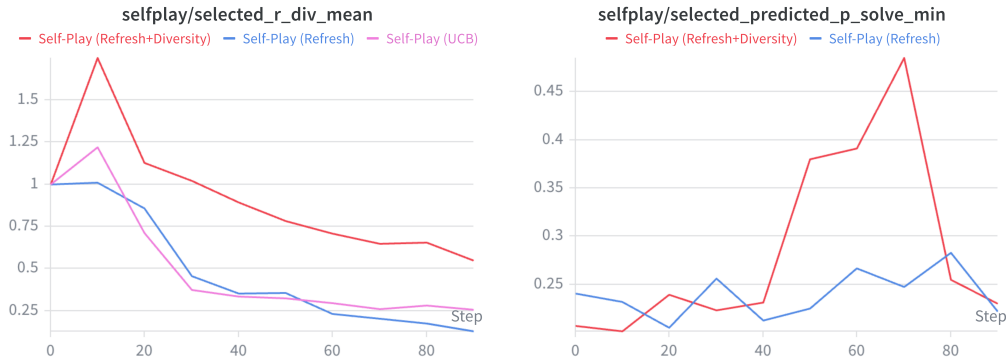 selfplay/selected_r_div_mean
Self-Play (Refresh+Diversity) Self-Play (Refresh) Self-Play (UCB)
1.5
1.25
1
0.75
0.5
0.25
Step
0 20 40 60 80
selfplay/selected_predicted_p_solve_min
Self-Play (Refresh+Diversity) Self-Play (Refresh)
0.45
0.4
0.35
0.3
0.25
Step
0 20 40 60 80